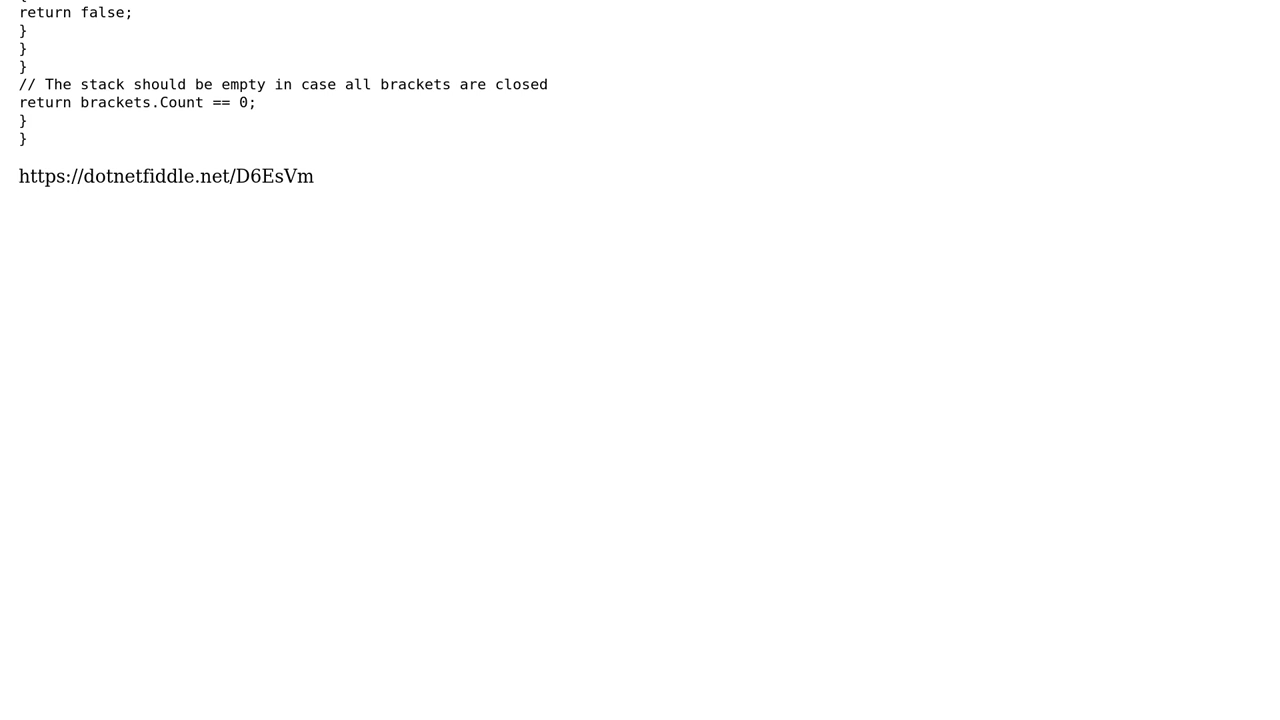 {
return false;
}
}
}
// The stack should be empty in case all brackets are closed
return brackets.Count == 0;
}
}
https://dotnetfiddle.net/D6EsVm